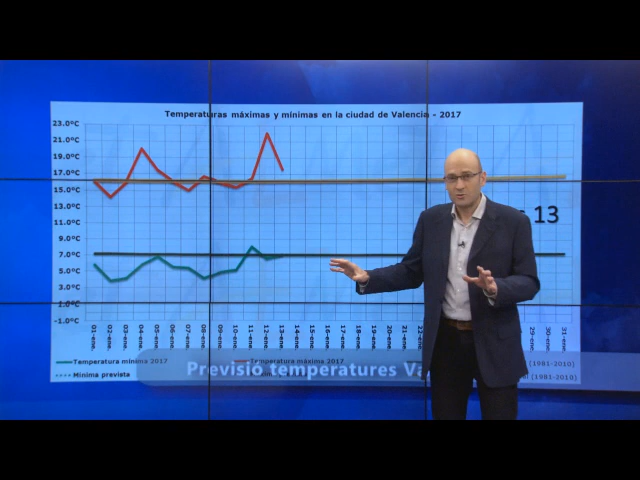 Temperaturas máximas y mínimas en la ciudad de Valencia - 2017
23.0ºC
21.0ºC
19.0ºC
17.0ºC
15.0ºC
13.0ºC
11.0ºC
9.0ºC
7.0ºC
5.0ºC
3.0ºC
1.0ºC
-1.0ºC
13
01-ene.
02-ene.
03-ene.
04-ene.
05-ene.
06-ene.
07-ene.
08-ene.
09-ene.
10-ene.
11-ene.
12-ene.
13-ene.
14-ene.
15-ene.
16-ene.
17-ene.
18-ene.
19-ene.
20-ene.
21-ene.
22-ene.
29-ene.
30-ene.
31-ene.
Temperatura mínima 2017
Temperatura máxima 2017
(1981-2010)
Mínima prevista
(1981-2010)
Previsió temperatures